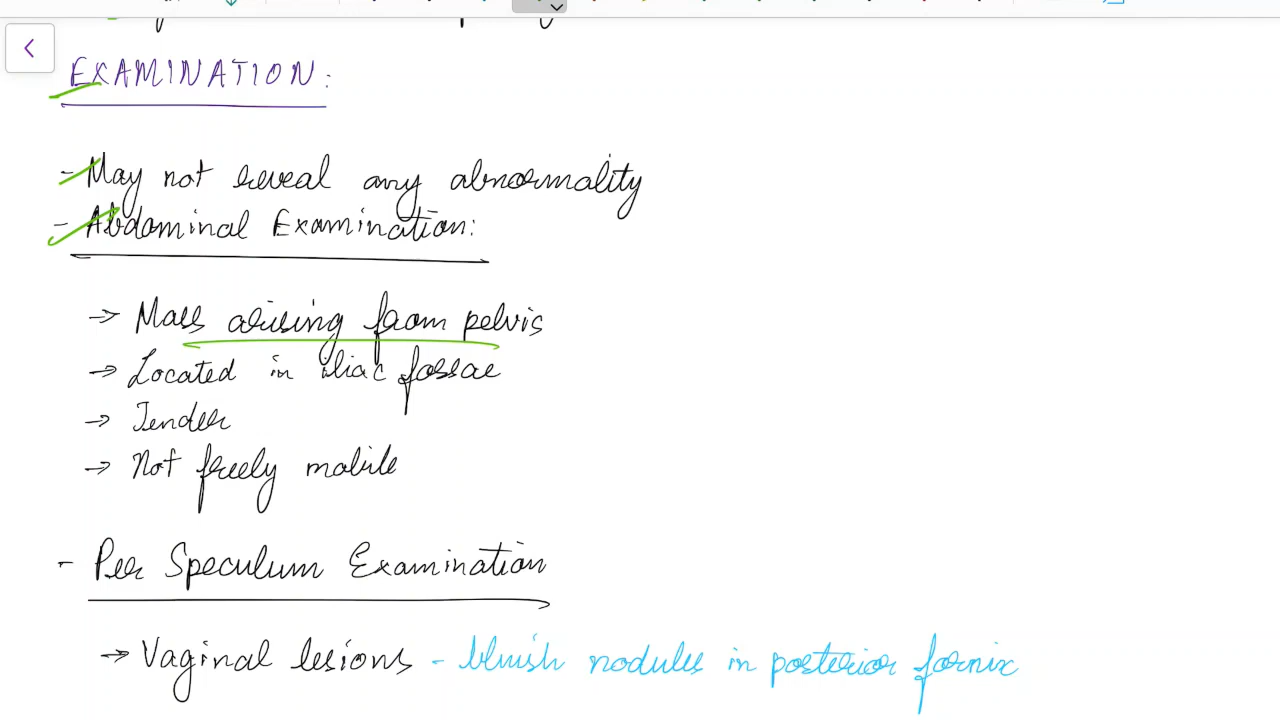 EXAMINATION:
- May not reveal any abnormality
- Abdominal Examination:
→ Mass arising from pelvis
→ Located in iliac fossae
→ Tender
→ Not freely mobile
- Per Speculum Examination
→ Vaginal lesions - bluish nodules in posterior fornix